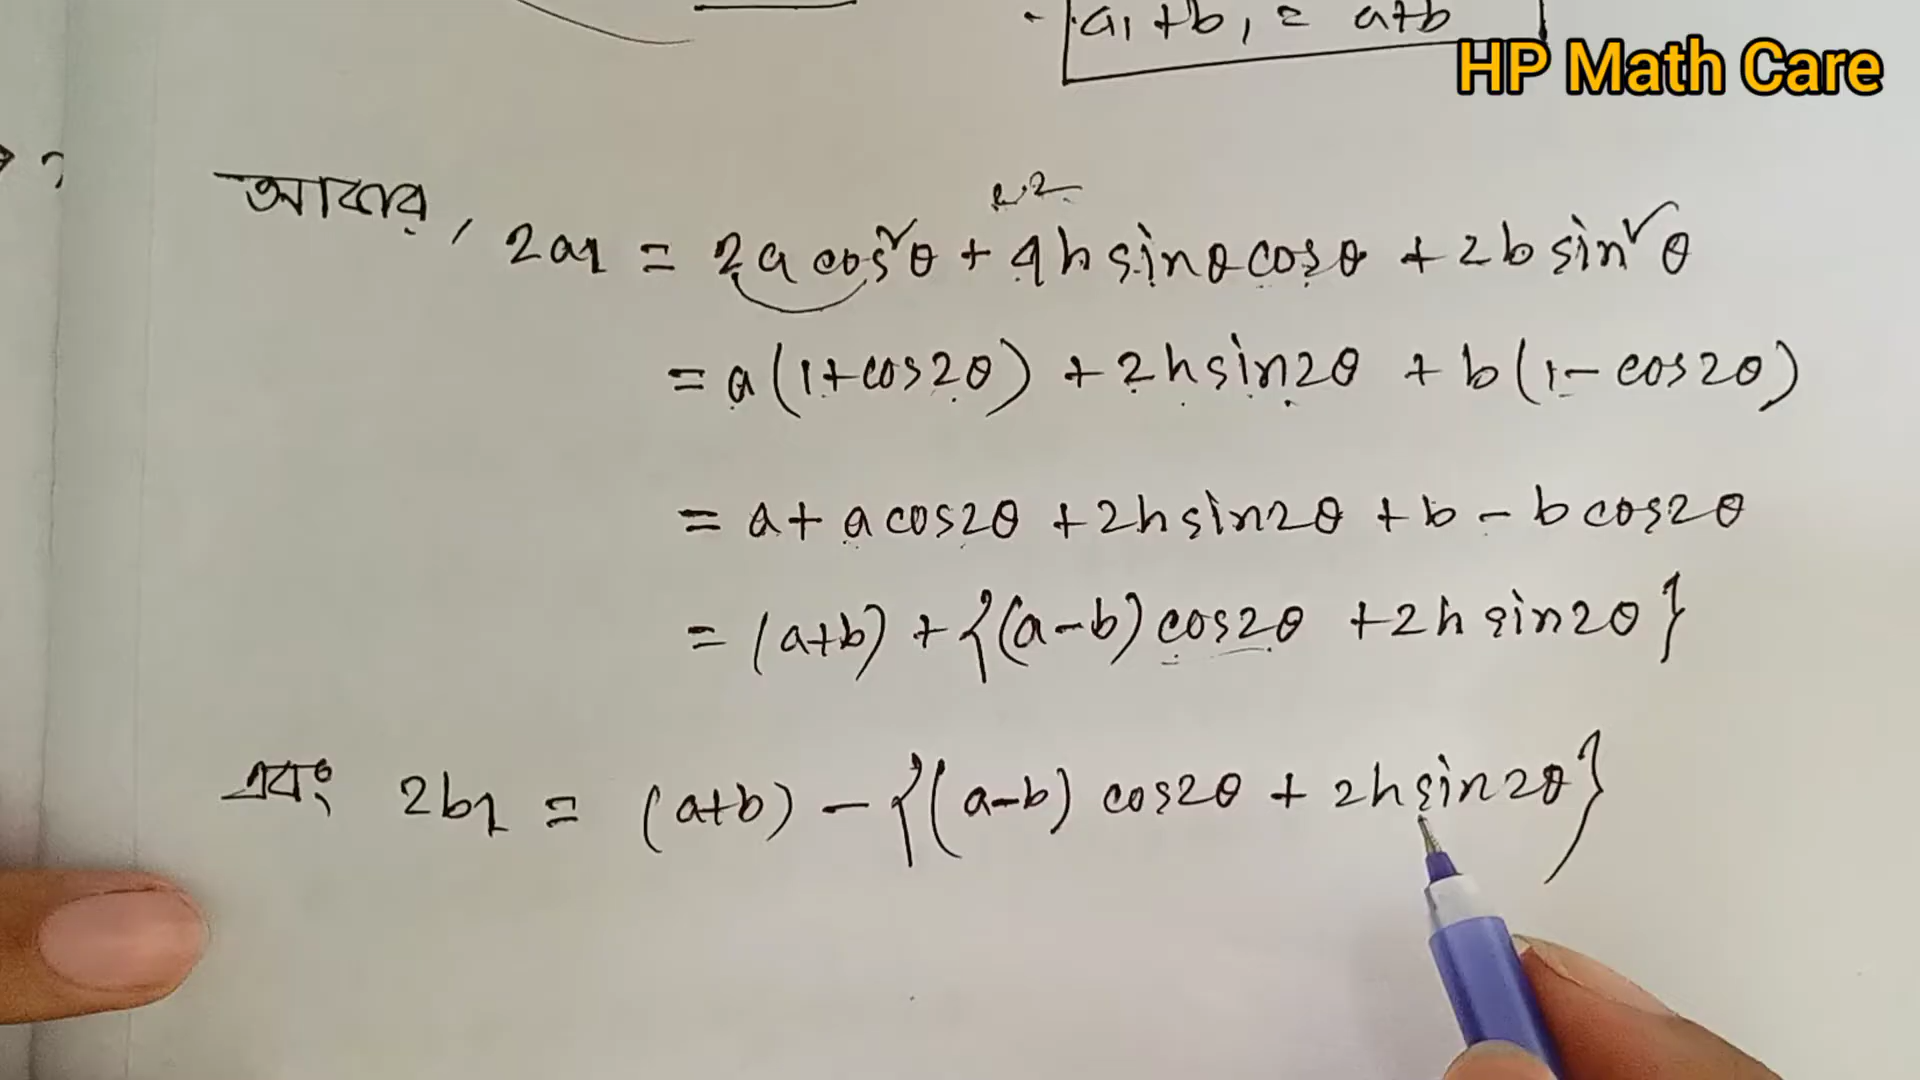 a₁ + b₁ = a+b
HP Math Care
আবার, 2a₁ = 2a cos²θ + 4h sinθ cosθ + 2b sin²θ
= a(1+cos2θ) + 2h sin2θ + b(1- cos2θ)
= a+ a cos2θ +2h sin2θ +b - b cos2θ
= (a+b) + {(a-b) cos2θ +2h sin2θ}
এবং 2b₁ = (a+b) - {(a-b) cos2θ + 2h sin2θ}